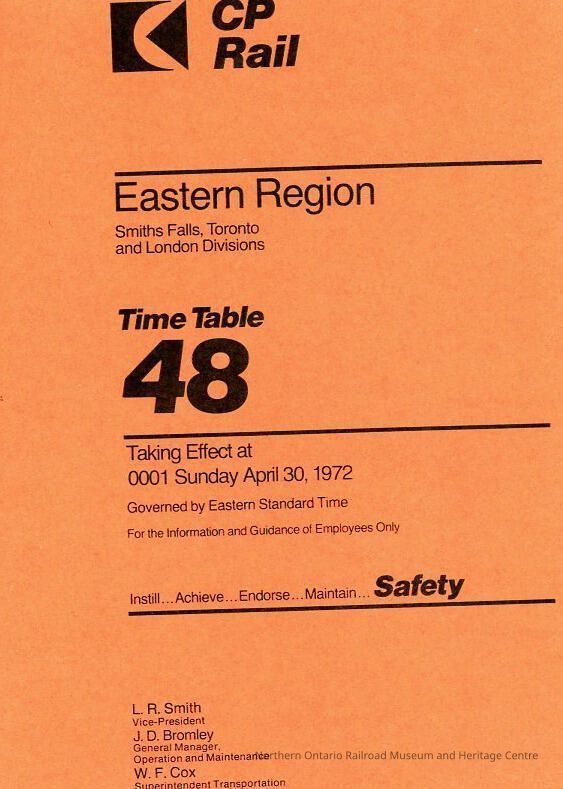 CP
Rail
Eastern Region
Smiths Falls, Toronto
and London Divisions
Time Table
48
Taking Effect at
0001 Sunday April 30, 1972
Governed by Eastern Standard Time
For the Information and Guidance of Employees Only
Instill...Achieve...Endorse...Maintain... Safety
L. R. Smith
Vice-President
J. D. Bromley
General Manager,
Operation and Maintenance
Northern Ontario Railroad Museum and Heritage Centre
W. F. Cox
Superintendent Transportation